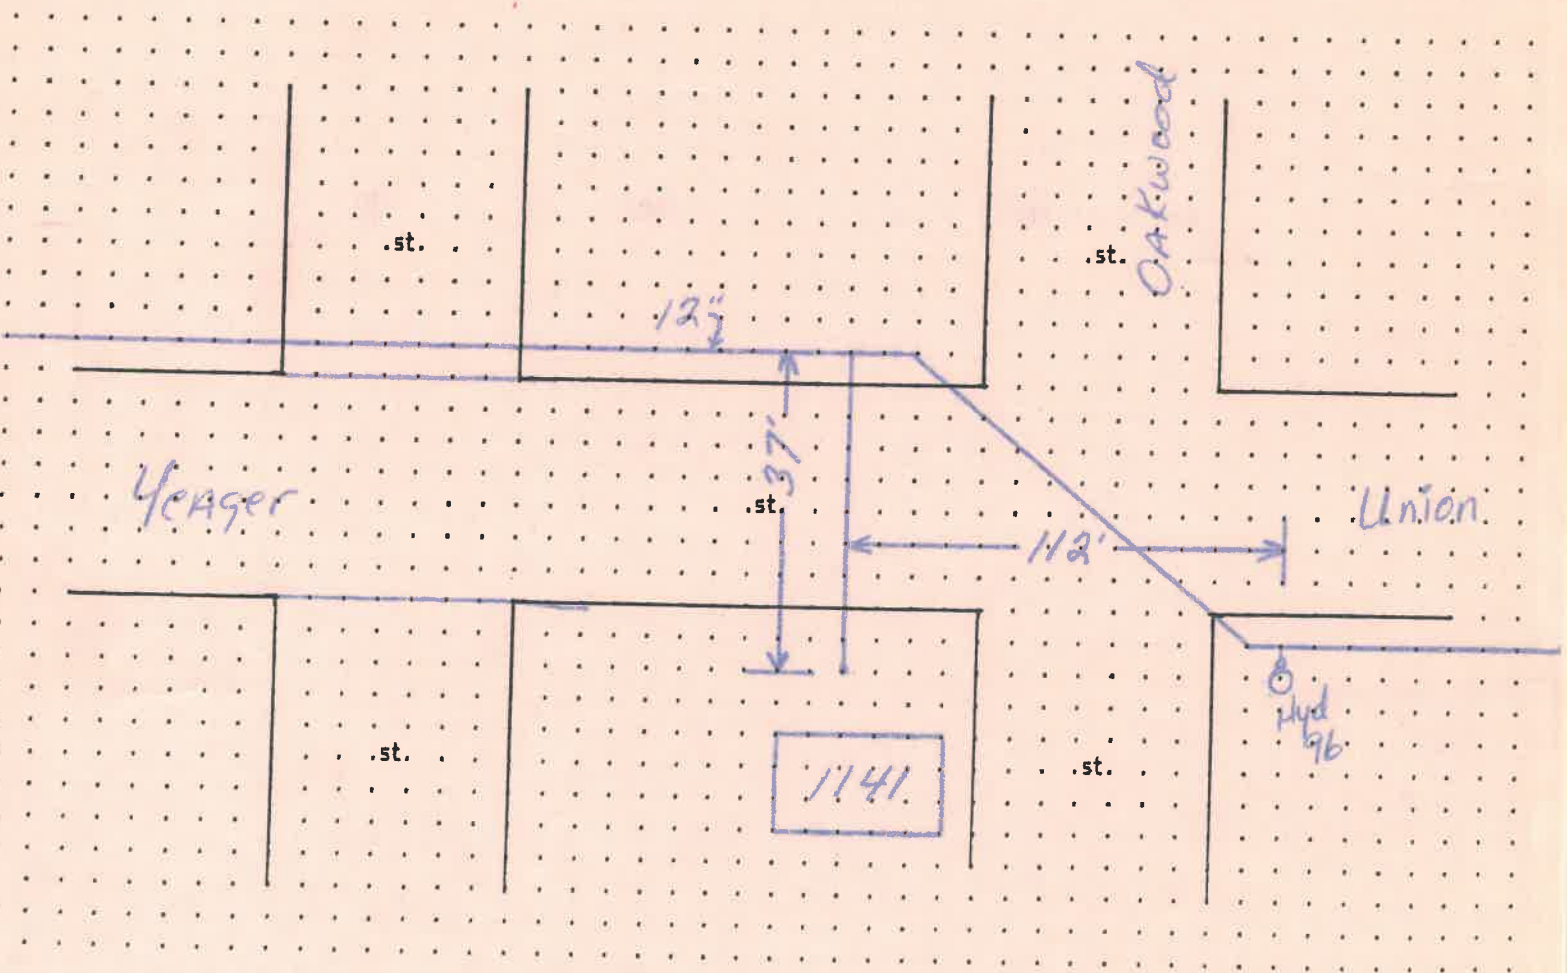 OAKwood
st.
st.
12"
37'
Yeager
st.
Union
112'
Hyd
96
st.
st.
1141